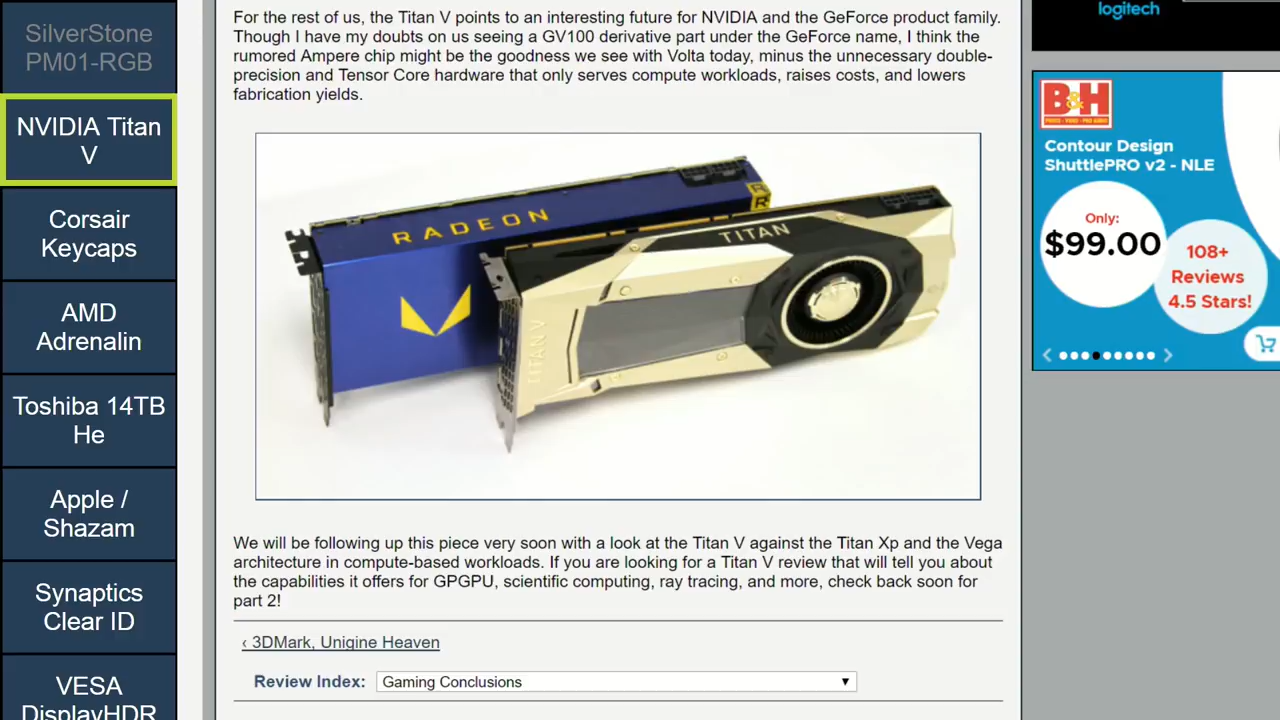 SilverStone
PM01-RGB
NVIDIA Titan
V
Corsair
Keycaps
AMD
Adrenalin
Toshiba 14TB
He
Apple /
Shazam
Synaptics
Clear ID
VESA
DisplayHDR
For the rest of us, the Titan V points to an interesting future for NVIDIA and the GeForce product family.
Though I have my doubts on us seeing a GV100 derivative part under the GeForce name, I think the
rumored Ampere chip might be the goodness we see with Volta today, minus the unnecessary double-
precision and Tensor Core hardware that only serves compute workloads, raises costs, and lowers
fabrication yields.
RADEON
R
R
TITAN
TITAN V
We will be following up this piece very soon with a look at the Titan V against the Titan Xp and the Vega
architecture in compute-based workloads. If you are looking for a Titan V review that will tell you about
the capabilities it offers for GPGPU, scientific computing, ray tracing, and more, check back soon for
part 2!
‹ 3DMark, Unigine Heaven
Review Index: Gaming Conclusions
logitech
B&H
PHOTO - VIDEO - PRO AUDIO
Contour Design
ShuttlePRO v2 - NLE
Only:
$99.00
108+
Reviews
4.5 Stars!